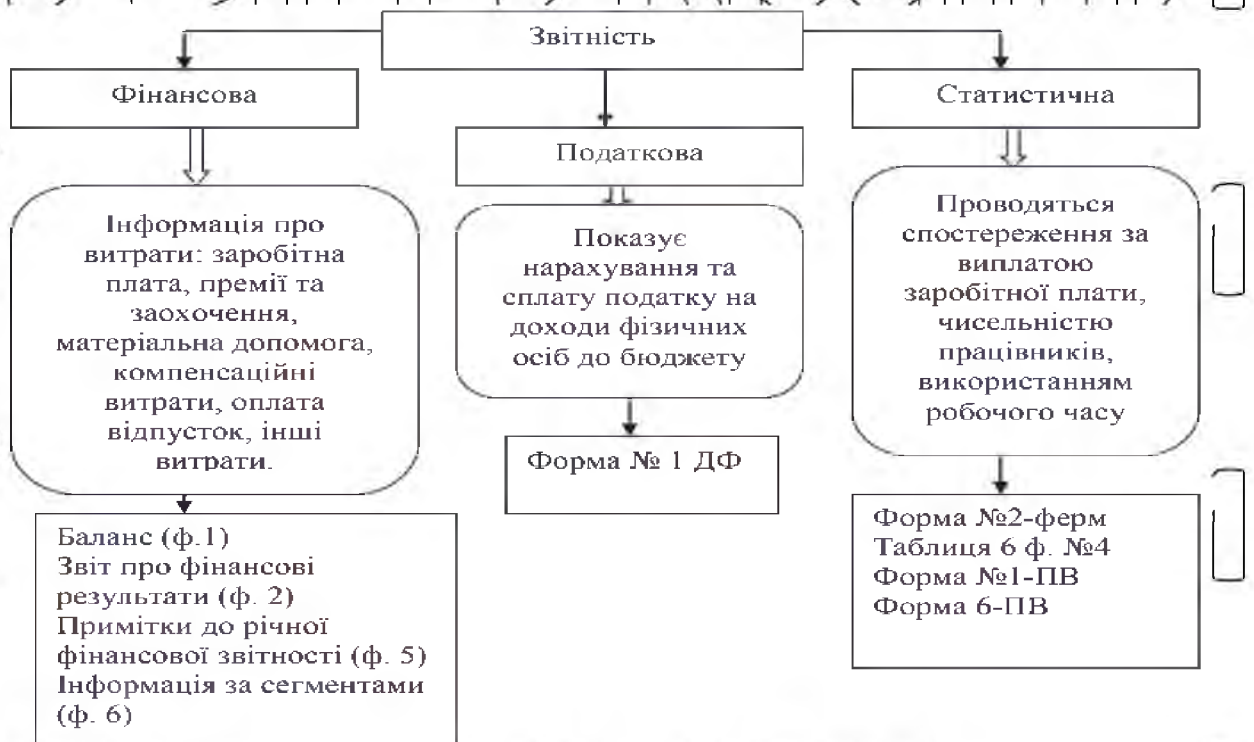 Звітність
Фінансова
Інформація про
витрати: заробітна
плата, премії та
заохочення,
матеріальна допомога,
компенсаційні
витрати, оплата
відпусток, інші
витрати.
Баланс (ф.1)
Звіт про фінансові
результати (ф. 2)
Примітки до річної
фінансової звітності (ф. 5)
Інформація за сегментами
(ф. 6)
Податкова
Показує
нарахування та
сплату податку на
доходи фізичних
осіб до бюджету
Форма № 1 ДФ
Статистична
Проводяться
спостереження за
виплатою
заробітної плати,
чисельністю
працівників,
використанням
робочого часу
Форма №2-ферм
Таблиця 6 ф. №4
Форма №1-ПВ
Форма 6-ПВ